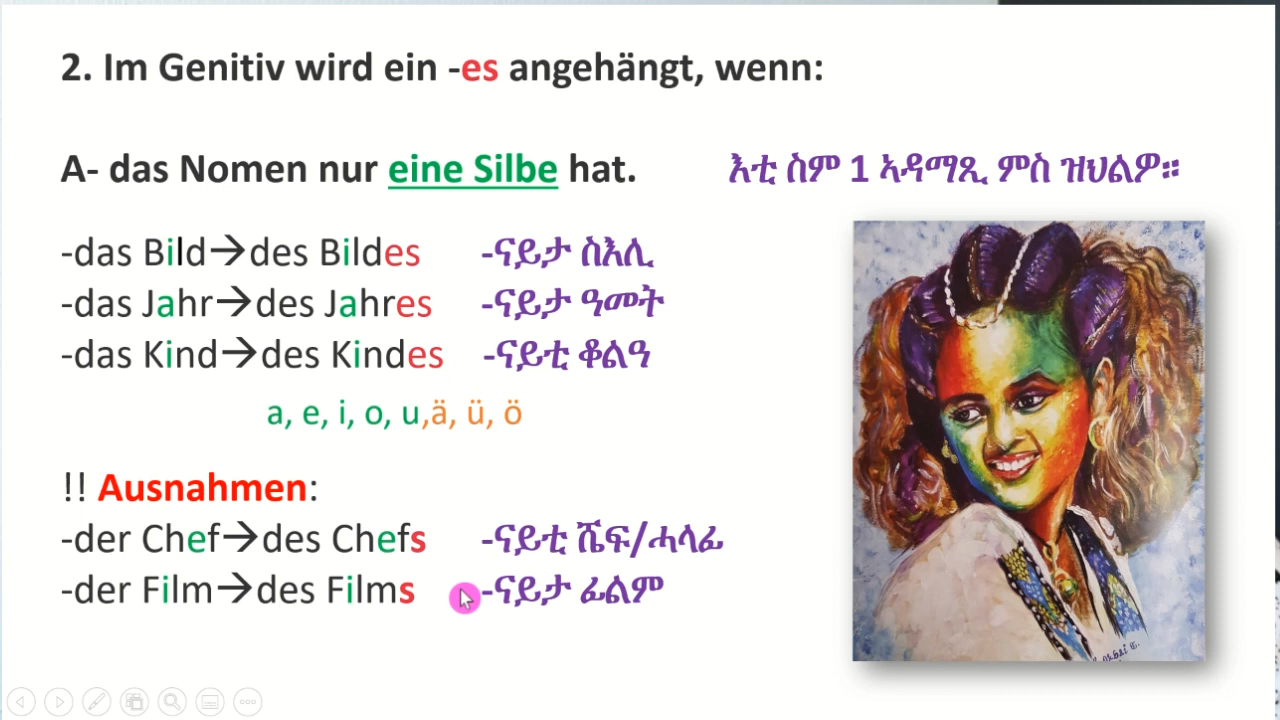 2. Im Genitiv wird ein -es angehängt, wenn:
A- das Nomen nur eine Silbe hat. እቲ ስም 1 ኣዳማጺ ምስ ዝህልዎ።
-das Bild→des Bildes -ናይታ ስእሊ
-das Jahr→des Jahres -ናይታ ዓመት
-das Kind→des Kindes -ናይቲ ቆልዓ
a, e, i, o, u,ä, ü, ö
!! Ausnahmen:
-der Chef→des Chefs -ናይቲ ሼፍ/ሓላፊ
-der Film→des Films -ናይታ ፊልም